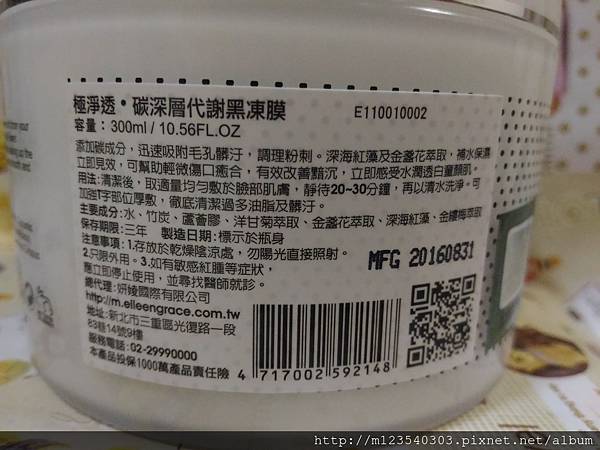 極淨透•碳深層代謝黑凍膜
E110010002
容量：300ml / 10.56FL.OZ
添加碳成分，迅速吸附毛孔髒汙，調理粉刺。深海紅藻及金盞花萃取，補水保濕
立即見效，可幫助輕微傷口癒合，有效改善黯沉，立即感受水潤透白童顏肌。
用法:清潔後，取適量均勻敷於臉部肌膚，靜待20~30分鐘，再以清水洗淨。可
加強T字部位厚敷，徹底清潔過多油脂及髒汙。
主要成分:水、竹炭、蘆薈膠、洋甘菊萃取、金盞花萃取、深海紅藻、金縷梅萃取
保存期限:三年　製造日期:標示於瓶身
注意事項:1.存放於乾燥陰涼處，勿陽光直接照射。
2.只限外用。3.如有敏感紅腫等症狀，
應立即停止使用，並尋找醫師就診。
MFG 20160831
總代理:妍綾國際有限公司
http://m.eileengrace.com.tw
地址:新北市三重區光復路一段
83巷14號9樓
服務電話:02-29990000
本產品投保1000萬產品責任險
4 717002 592148
http://m123540303.pixnet.net/album